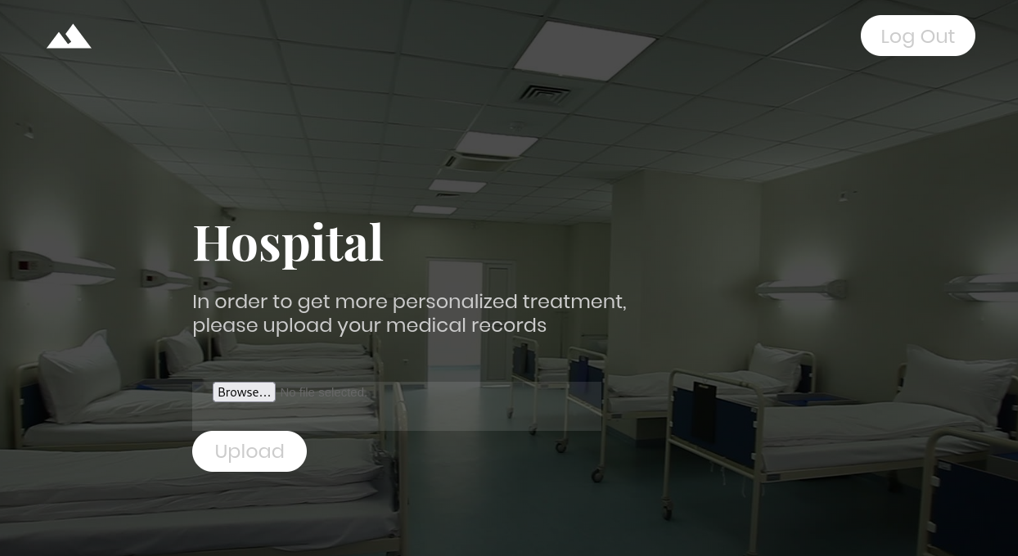 Log Out
Hospital
In order to get more personalized treatment,
please upload your medical records
Browse... No file selected.
Upload